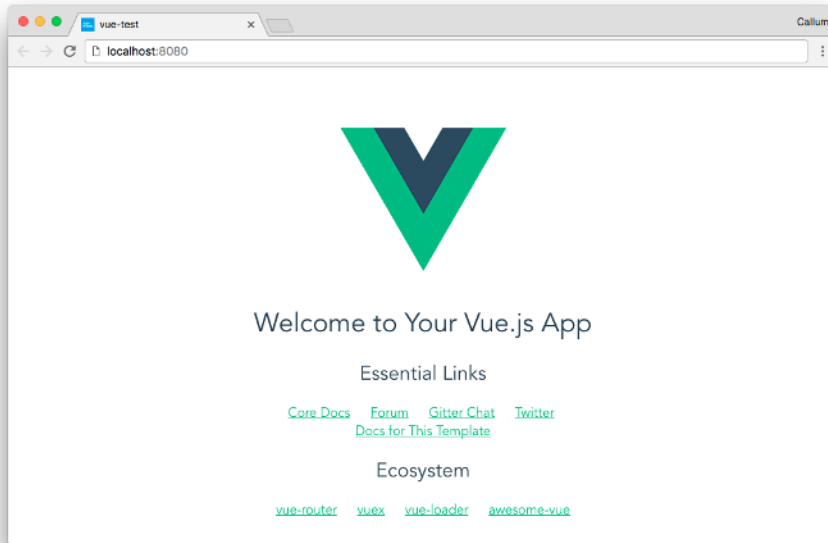 vue-test
Callum
localhost:8080
Welcome to Your Vue.js App
Essential Links
Core Docs Forum Gitter Chat Twitter
Docs for This Template
Ecosystem
vue-router vuex vue-loader awesome-vue